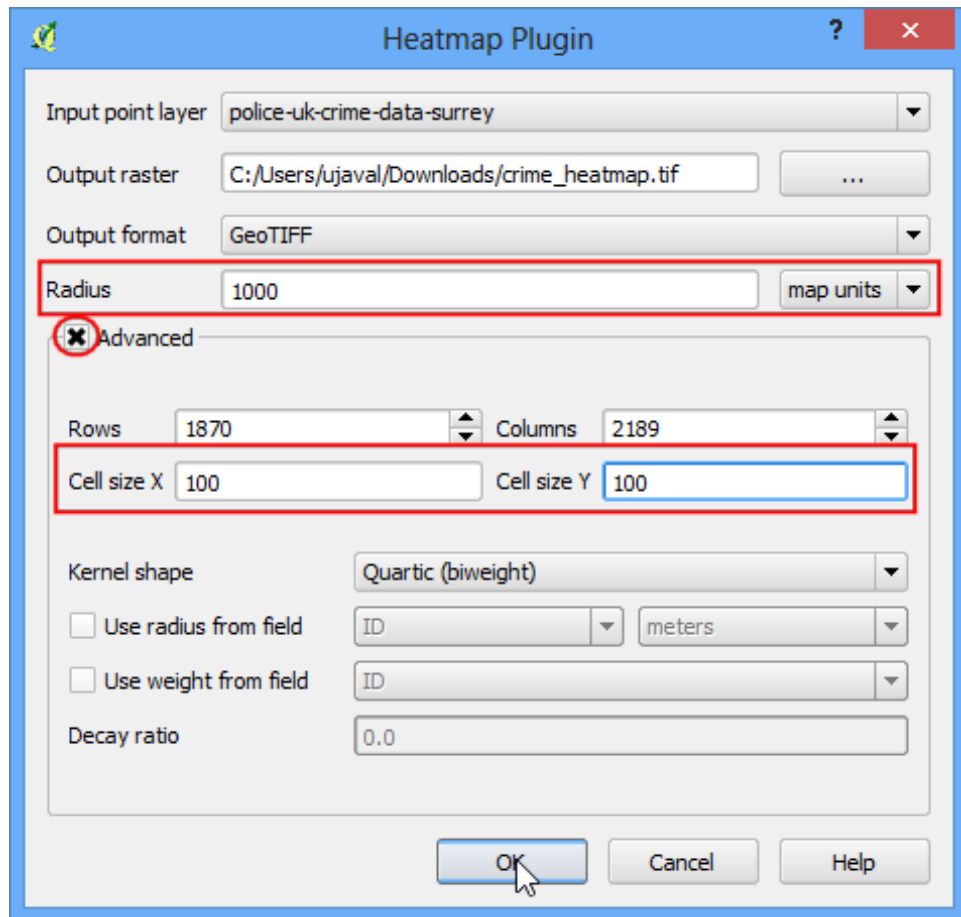 Heatmap Plugin
?
Input point layer police-uk-crime-data-surrey
Output raster C:/Users/ujaval/Downloads/crime_heatmap.tif ...
Output format GeoTIFF
Radius 1000 map units
Advanced
Rows 1870 Columns 2189
Cell size X 100 Cell size Y 100
Kernel shape Quartic (biweight)
Use radius from field ID meters
Use weight from field ID
Decay ratio 0.0
OK Cancel Help